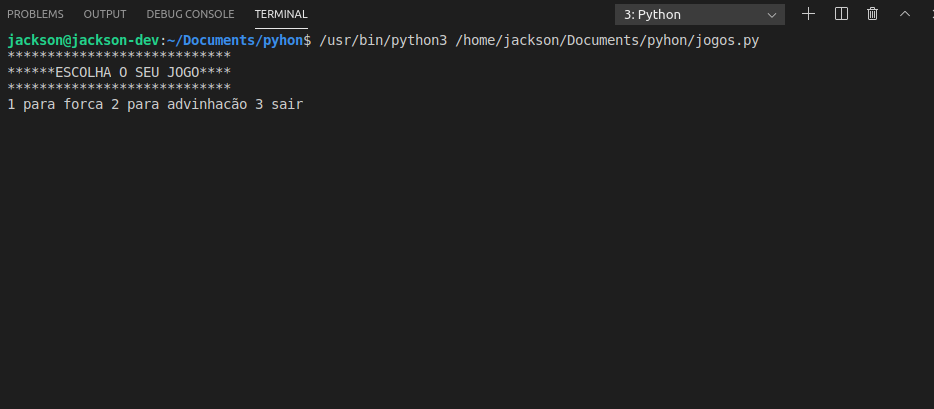 PROBLEMS OUTPUT DEBUG CONSOLE TERMINAL 3: Python
jackson@jackson-dev:~/Documents/pyhon$ /usr/bin/python3 /home/jackson/Documents/pyhon/jogos.py
****************************
******ESCOLHA O SEU JOGO****
****************************
1 para forca 2 para advinhacão 3 sair